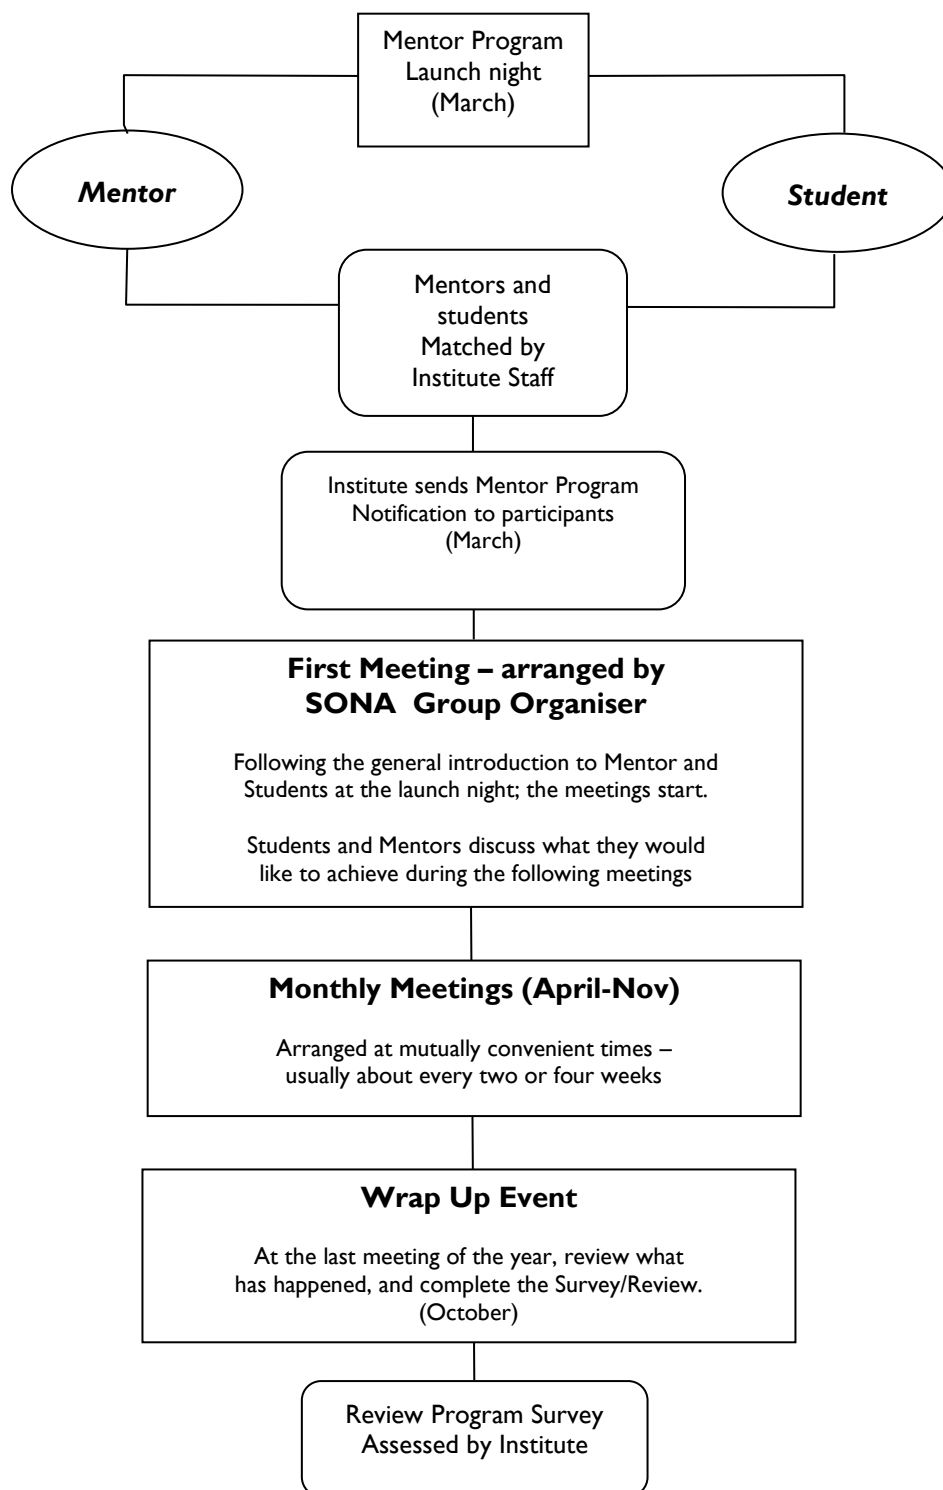 Mentor Program
Launch night
(March)
Mentor
Student
Mentors and
students
Matched by
Institute Staff
Institute sends Mentor Program
Notification to participants
(March)
First Meeting – arranged by
SONA  Group Organiser
Following the general introduction to Mentor and
Students at the launch night; the meetings start.
Students and Mentors discuss what they would
like to achieve during the following meetings
Monthly Meetings (April-Nov)
Arranged at mutually convenient times –
usually about every two or four weeks
Wrap Up Event
At the last meeting of the year, review what
has happened, and complete the Survey/Review.
(October)
Review Program Survey
Assessed by Institute